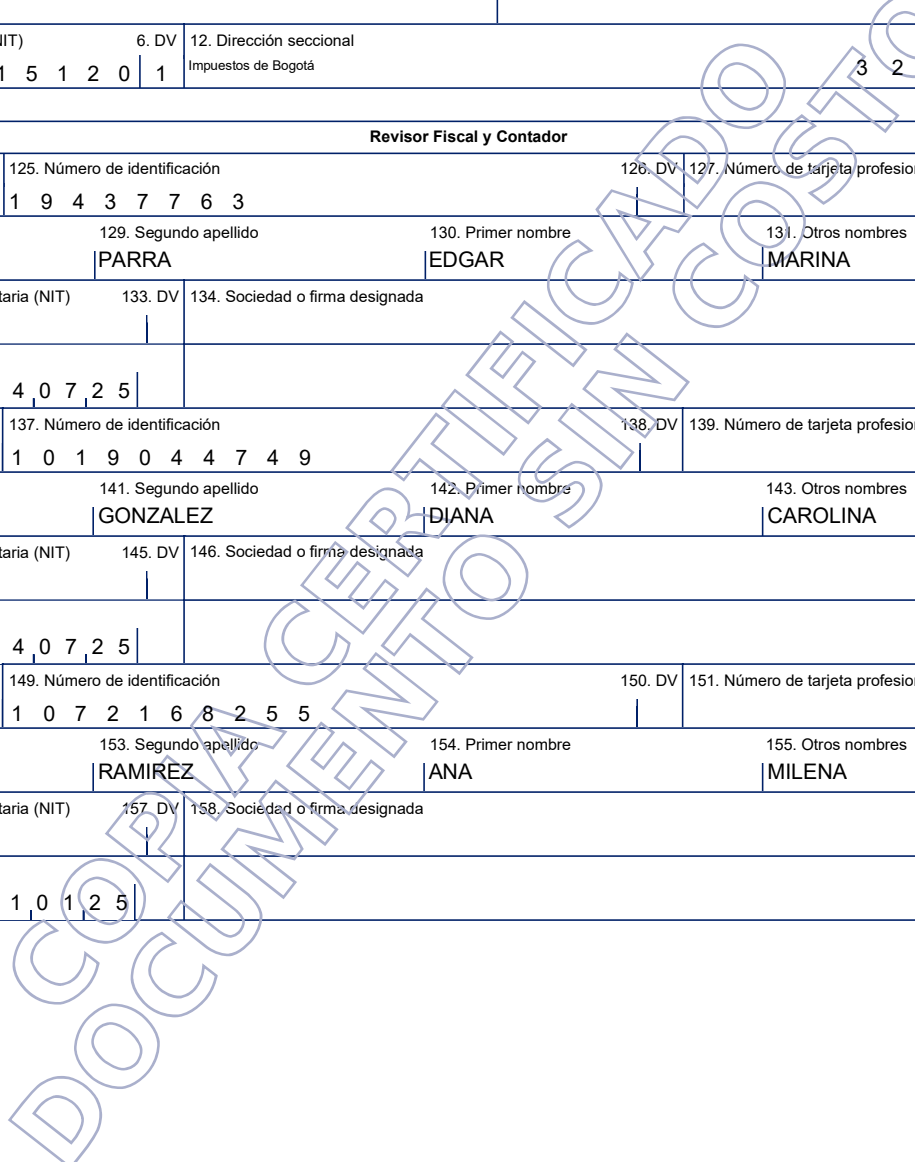 IT) 6. DV 12. Dirección seccional
1 5 1 2 0 1 Impuestos de Bogotá 3 2
Revisor Fiscal y Contador
125. Número de identificación 126. DV 127. Número de tarjeta profesion
1 9 4 3 7 7 6 3
129. Segundo apellido 130. Primer nombre 131. Otros nombres
PARRA EDGAR MARINA
taria (NIT) 133. DV 134. Sociedad o firma designada
4 0 7 2 5
137. Número de identificación 138. DV 139. Número de tarjeta profesion
1 0 1 9 0 4 4 7 4 9
141. Segundo apellido 142. Primer nombre 143. Otros nombres
GONZALEZ DIANA CAROLINA
taria (NIT) 145. DV 146. Sociedad o firma designada
4 0 7 2 5
149. Número de identificación 150. DV 151. Número de tarjeta profesion
1 0 7 2 1 6 8 2 5 5
153. Segundo apellido 154. Primer nombre 155. Otros nombres
RAMIREZ ANA MILENA
taria (NIT) 157. DV 158. Sociedad o firma designada
1 0 1 2 5
COPIA CERTIFICADO
DOCUMENTO SIN COSTO